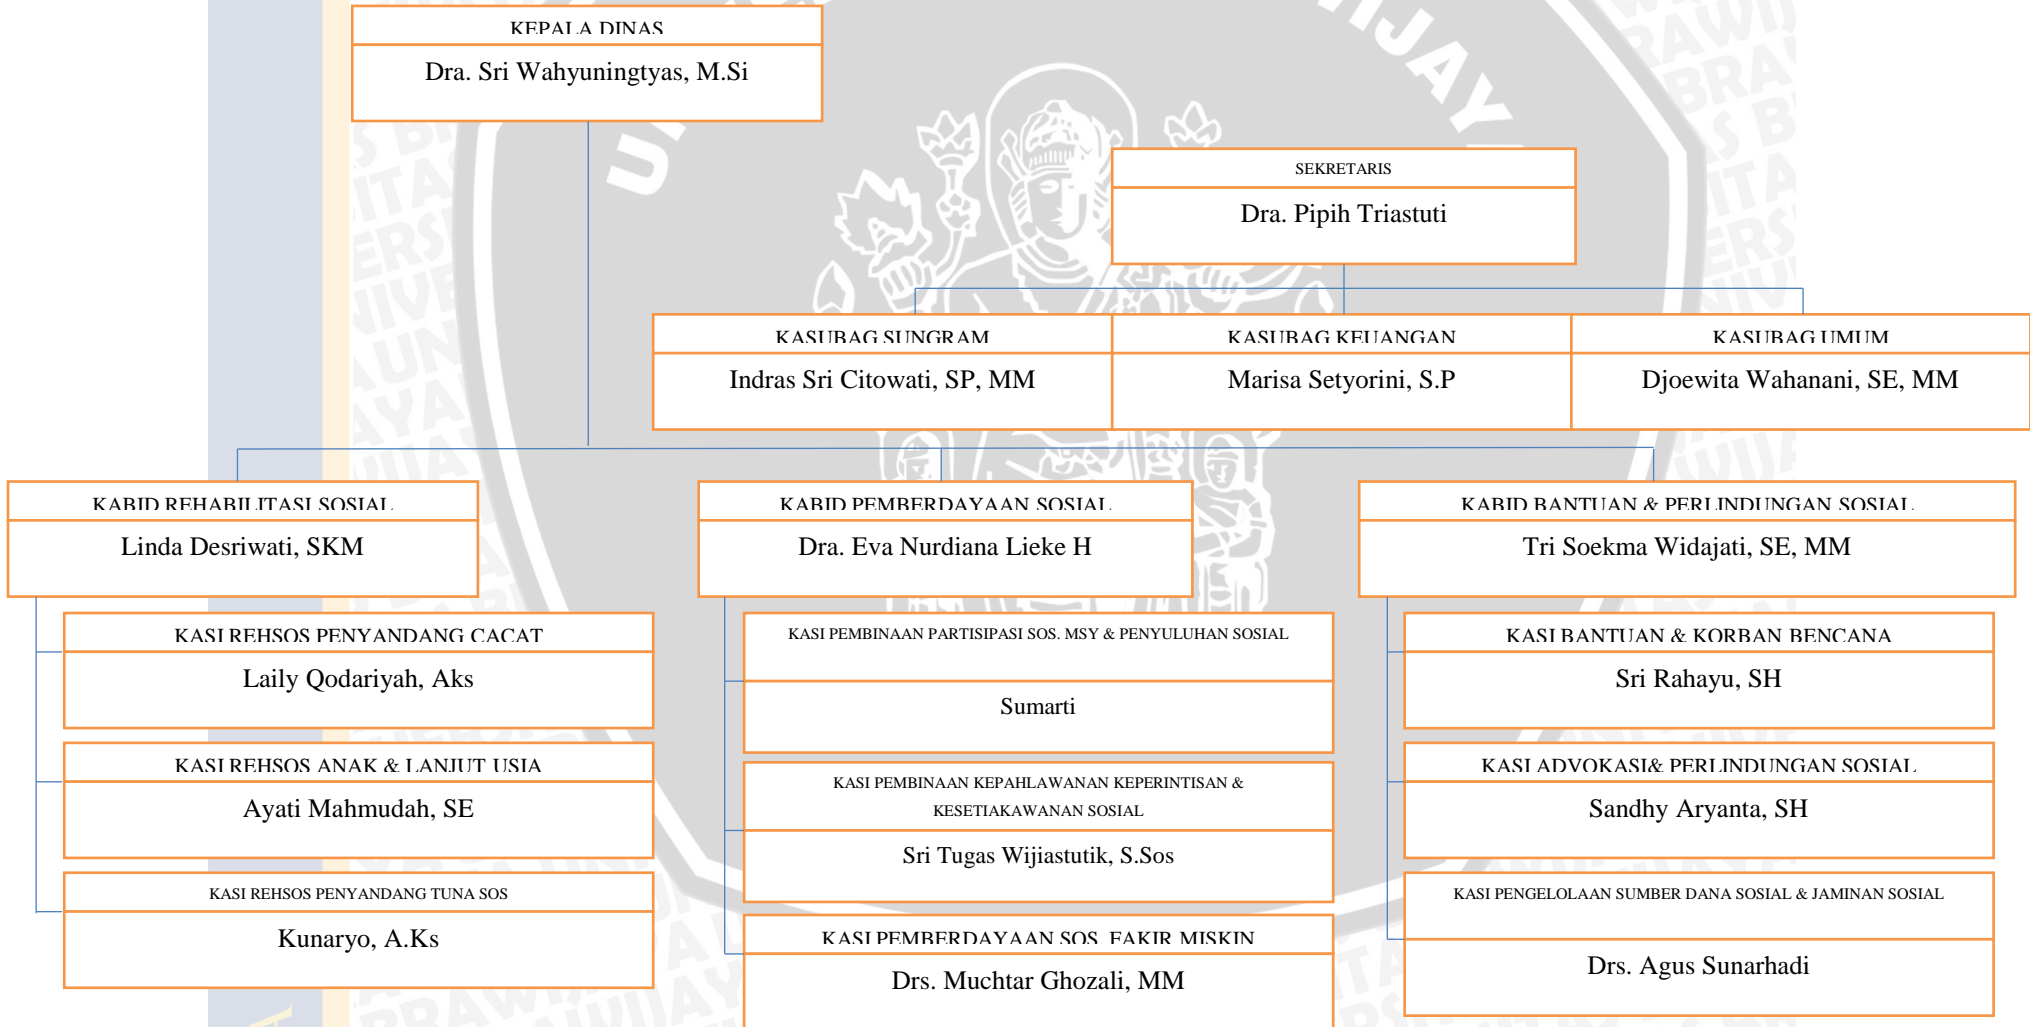 KEPALA DINAS
Dra. Sri Wahyuningtyas, M.Si
SEKRETARIS
Dra. Pipih Triastuti
KASUBAG SUNGRAM
Indras Sri Citowati, SP, MM
KASUBAG KEUANGAN
Marisa Setyorini, S.P
KASUBAG UMUM
Djoewita Wahanani, SE, MM
KABID REHABILITASI SOSIAL
Linda Desriwati, SKM
KASI REHSOS PENYANDANG CACAT
Laily Qodariyah, Aks
KASI REHSOS ANAK & LANJUT USIA
Ayati Mahmudah, SE
KASI REHSOS PENYANDANG TUNA SOS
Kunaryo, A.Ks
KABID PEMBERDAYAAN SOSIAL
Dra. Eva Nurdiana Lieke H
KASI PEMBINAAN PARTISIPASI SOS. MSY & PENYULUHAN SOSIAL
Sumarti
KASI PEMBINAAN KEPAHLAWANAN KEPERINTISAN &
KESETIAKAWANAN SOSIAL
Sri Tugas Wijiastutik, S.Sos
KASI PEMBERDAYAAN SOS. FAKIR MISKIN
Drs. Muchtar Ghozali, MM
KABID BANTUAN & PERLINDUNGAN SOSIAL
Tri Soekma Widajati, SE, MM
KASI BANTUAN & KORBAN BENCANA
Sri Rahayu, SH
KASI ADVOKASI& PERLINDUNGAN SOSIAL
Sandhy Aryanta, SH
KASI PENGELOLAAN SUMBER DANA SOSIAL & JAMINAN SOSIAL
Drs. Agus Sunarhadi